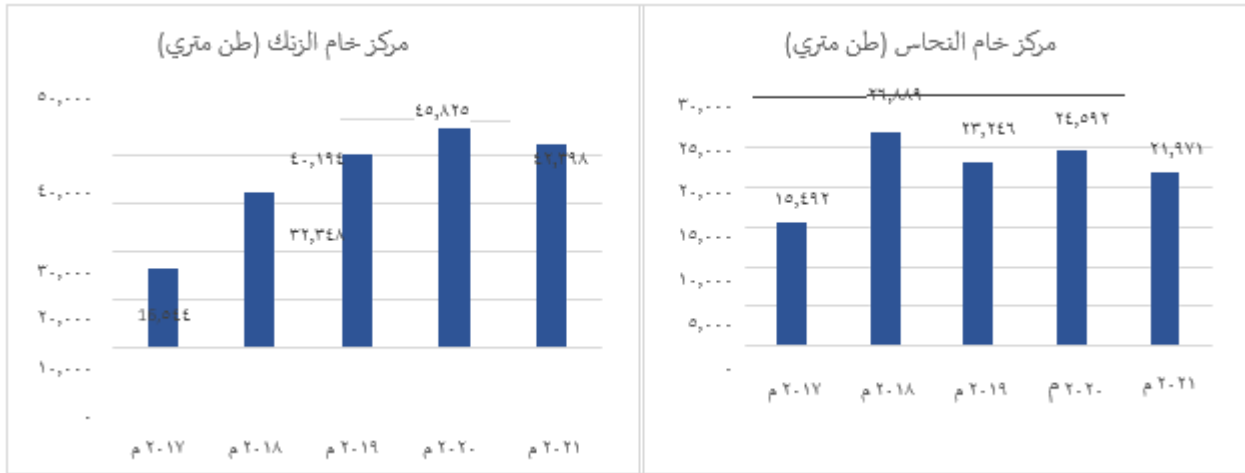 مركز خام النحاس (طن متري)
٣٠,٠٠٠
٢٥,٠٠٠
٢٠,٠٠٠
١٥,٠٠٠
١٠,٠٠٠
٥,٠٠٠
-
١٥,٤٩٢
٢٦,٨٨٩
٢٣,٢٤٦
٢٤,٥٩٢
٢١,٩٧١
٢٠١٧ م
٢٠١٨ م
٢٠١٩ م
٢٠٢٠ م
٢٠٢١ م
مركز خام الزنك (طن متري)
٥٠,٠٠٠
٤٠,٠٠٠
٣٠,٠٠٠
٢٠,٠٠٠
١٠,٠٠٠
-
٣٢,٣٤٨
٤٠,١٩٤
٤٥,٨٢٥
٤٢,٣٩٨
٢٠١٧ م
٢٠١٨ م
٢٠١٩ م
٢٠٢٠ م
٢٠٢١ م